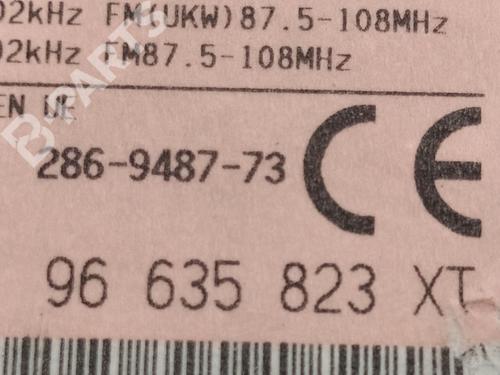 02kHz FM(UKW)87.5-108MHz
02kHz FM87.5-108MHz
EN UE
286-9487-73
CE
96 635 823 XT
B-PARTS